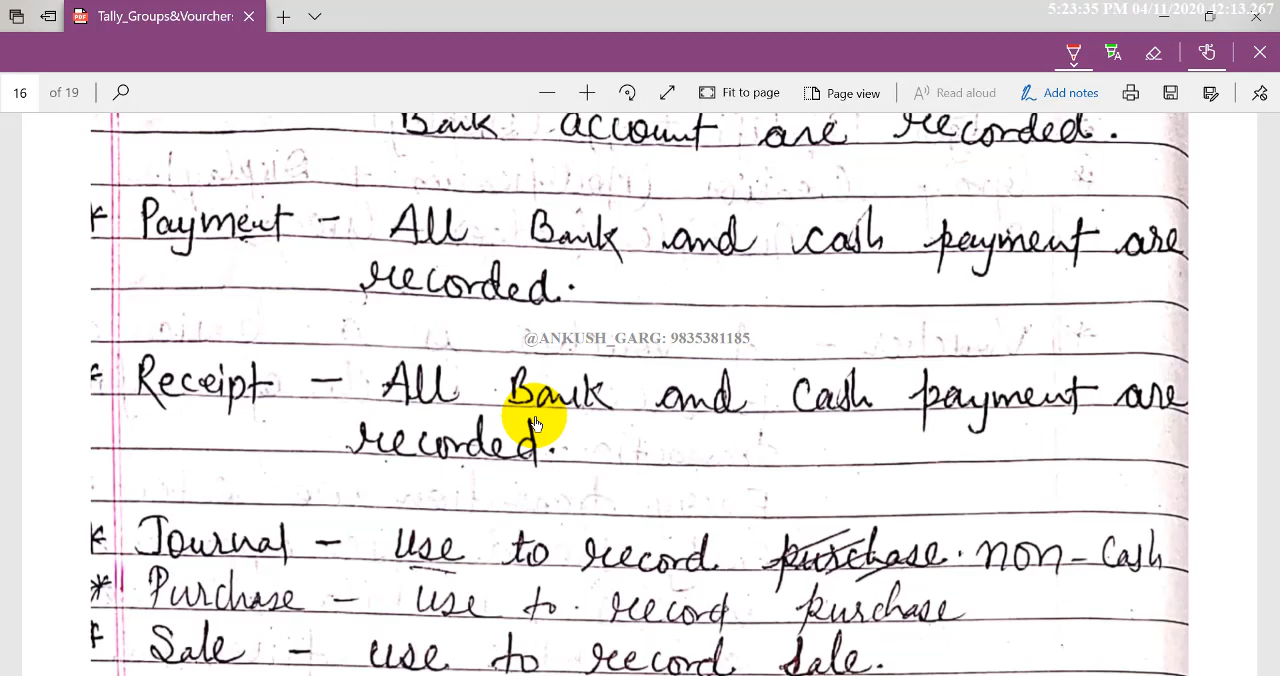 Tally_Groups&Vourcher:
5:23:35 PM 04/11/2020 42:13.267
16 of 19
Fit to page
Page view
Read aloud
Add notes
Bank account are recorded.
* Payment - All Bank and cash payment are
recorded.
@ANKUSH_GARG: 9835381185
* Receipt - All Bank and Cash payment are
recorded.
* Journal - use to record purchase. non-Cash
* Purchase - use to record purchase
* Sale - use to record sale.